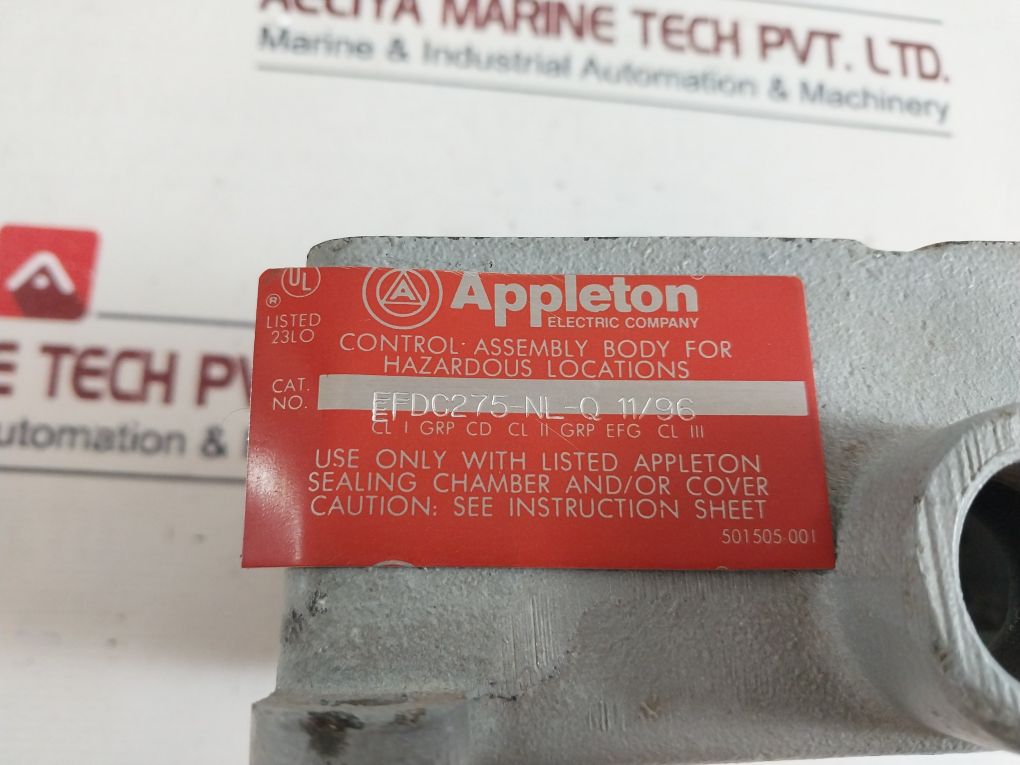 ACCIYA MARINE TECH PVT. LTD.
Marine & Industrial Automation & Machinery
E TECH PV
utomation &
UL
®
LISTED
23LO
A
Appleton
ELECTRIC COMPANY
CONTROL ASSEMBLY BODY FOR
HAZARDOUS LOCATIONS
CAT.
NO.
EFDC275-NL-Q 11/96
CL I GRP CD CL II GRP EFG CL III
USE ONLY WITH LISTED APPLETON
SEALING CHAMBER AND/OR COVER
CAUTION: SEE INSTRUCTION SHEET
501505-001